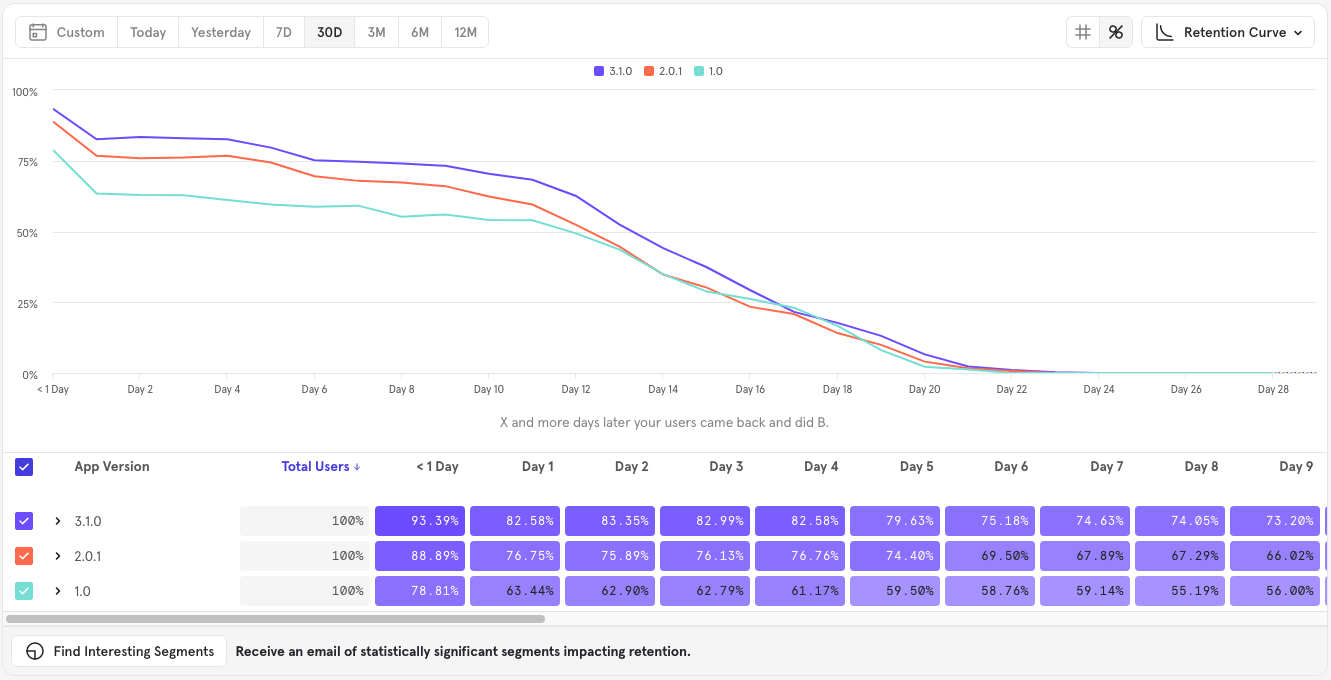 Custom Today Yesterday 7D 30D 3M 6M 12M % Retention Curve
3.1.0 2.0.1 1.0
100%
75%
50%
25%
0%
< 1 Day Day 2 Day 4 Day 6 Day 8 Day 10 Day 12 Day 14 Day 16 Day 18 Day 20 Day 22 Day 24 Day 26 Day 28
X and more days later your users came back and did B.
App Version Total Users ↓ < 1 Day Day 1 Day 2 Day 3 Day 4 Day 5 Day 6 Day 7 Day 8 Day 9
3.1.0 100% 93.39% 82.58% 83.35% 82.99% 82.58% 79.63% 75.18% 74.63% 74.05% 73.20%
2.0.1 100% 88.89% 76.75% 75.89% 76.13% 76.76% 74.40% 69.50% 67.89% 67.29% 66.02%
1.0 100% 78.81% 63.44% 62.90% 62.79% 61.17% 59.50% 58.76% 59.14% 55.19% 56.00%
Find Interesting Segments Receive an email of statistically significant segments impacting retention.